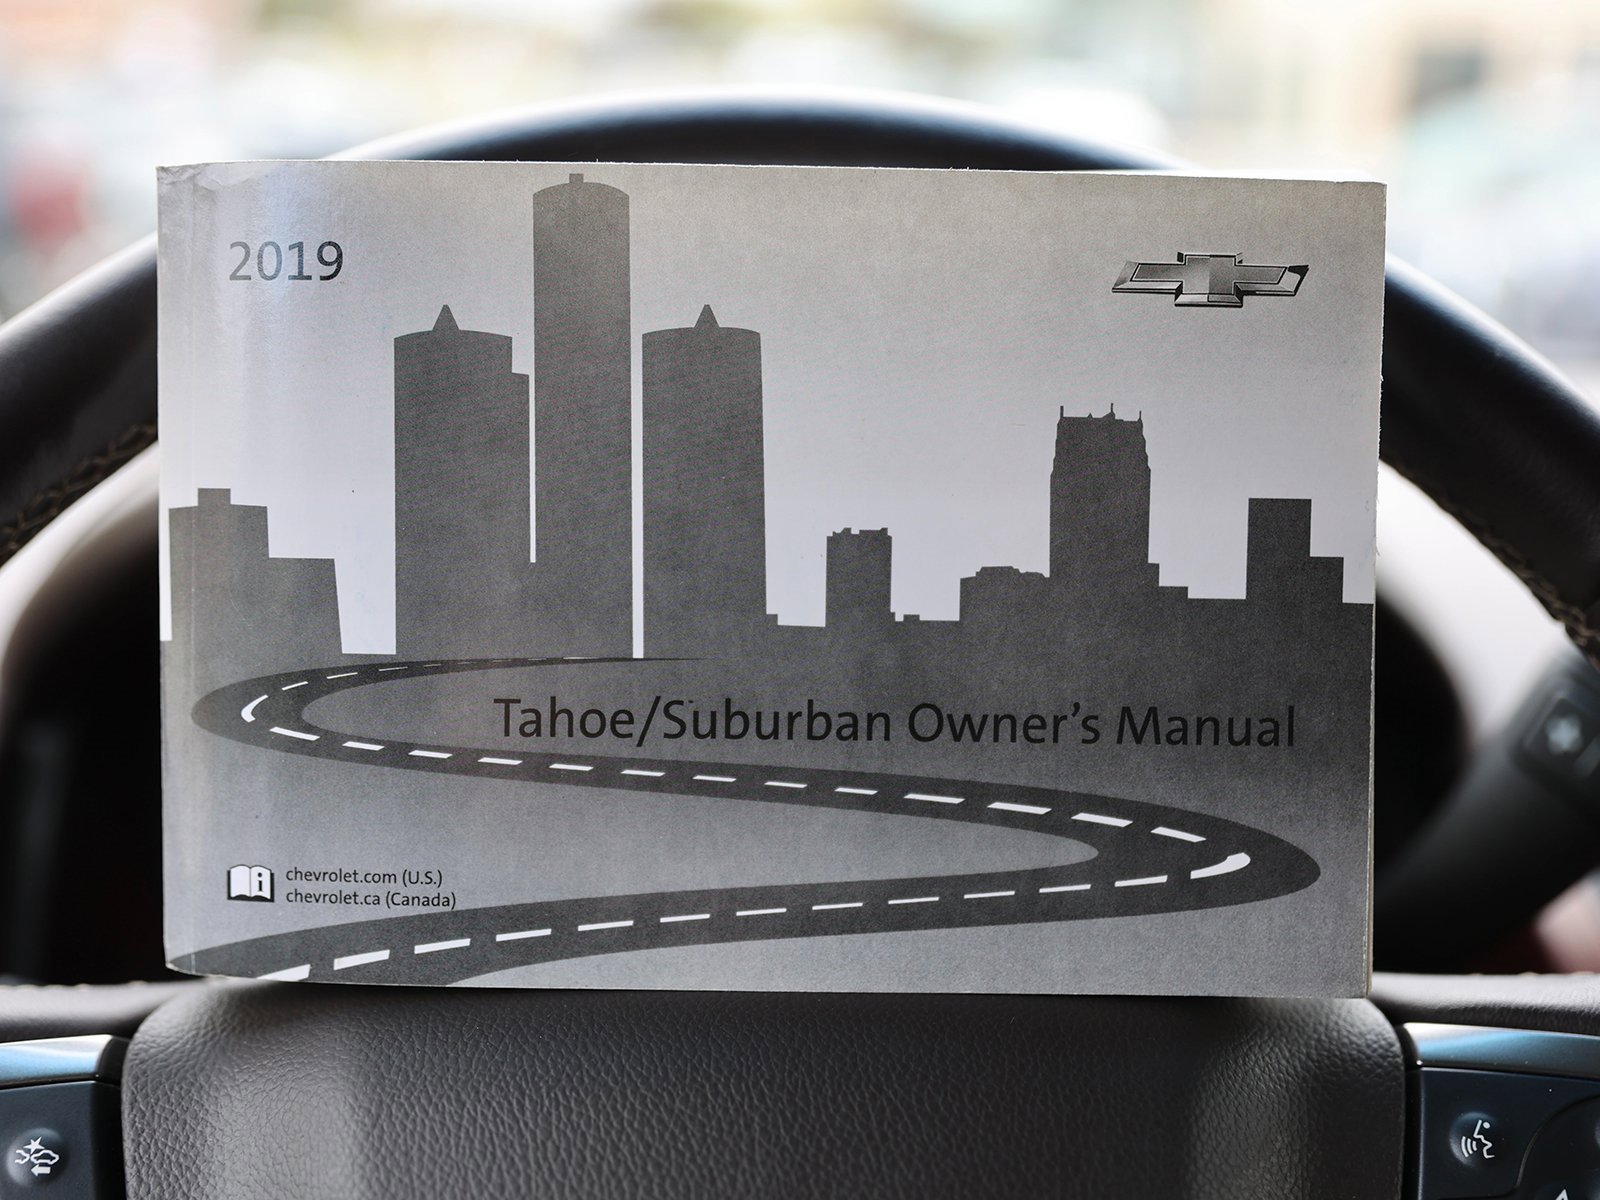 2019
Tahoe/Suburban Owner's Manual
chevrolet.com (U.S.)
chevrolet.ca (Canada)